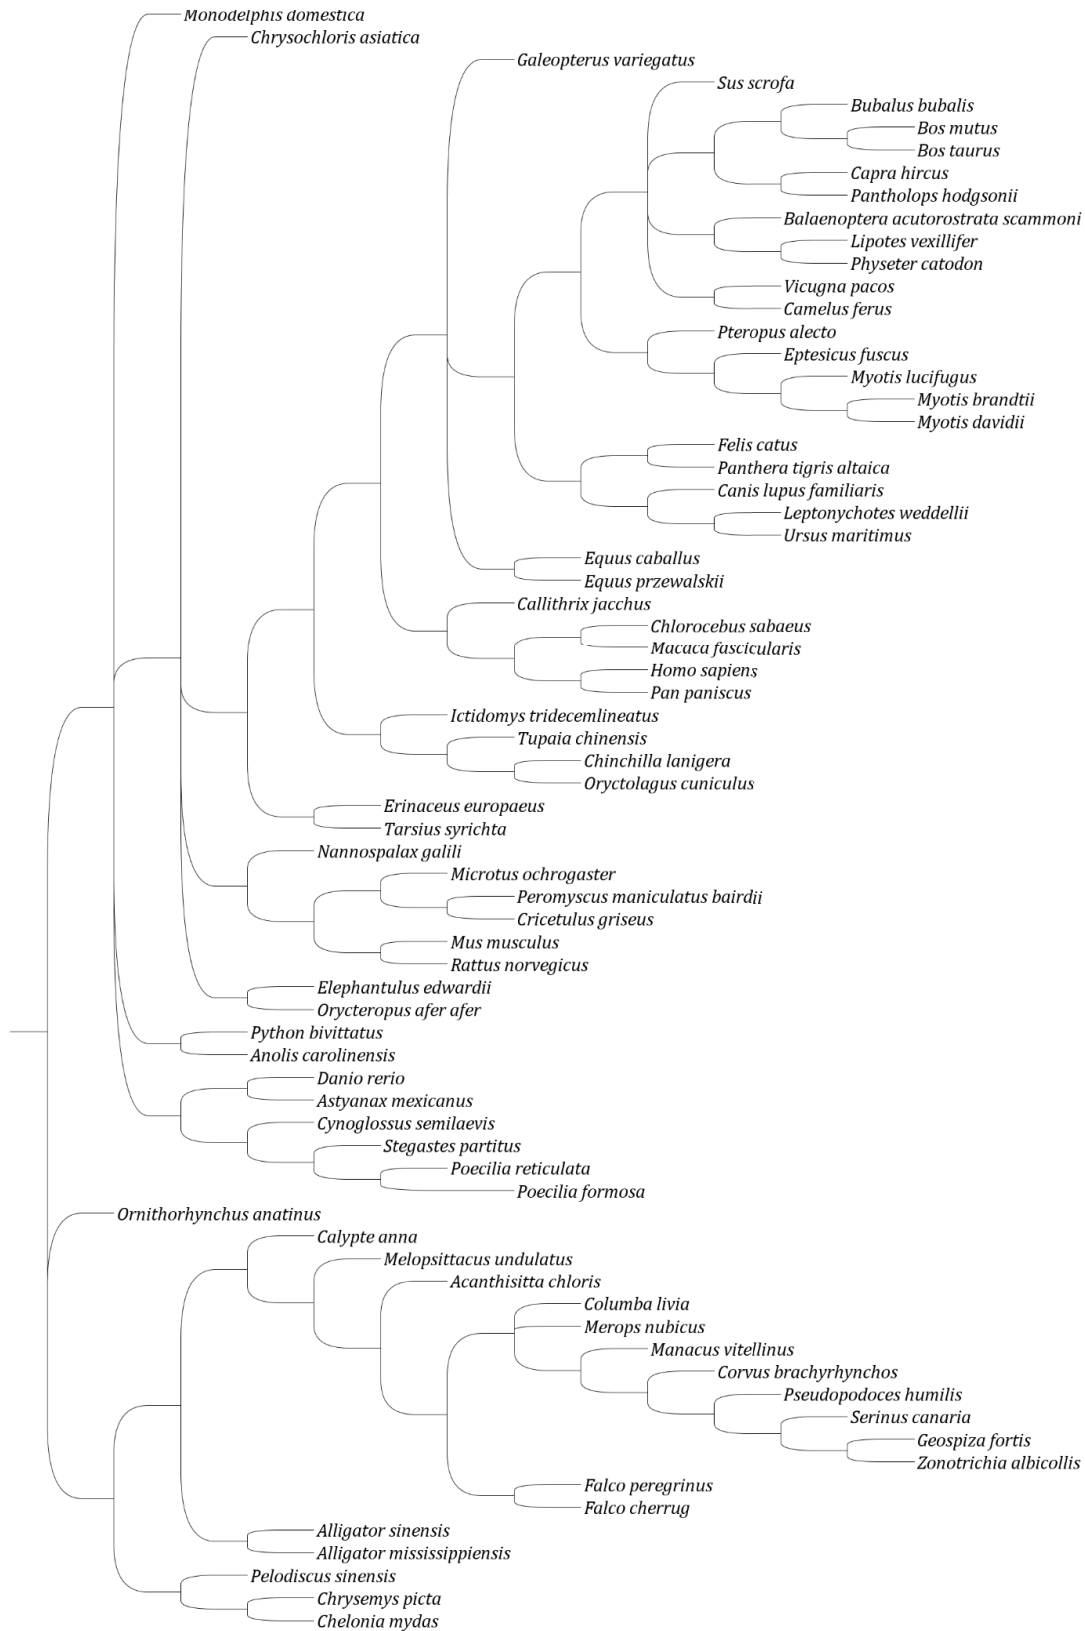 Monodelphis domestica
Chrysochloris asiatica
Galeopterus variegatus
Sus scrofa
Bubalus bubalis
Bos mutus
Bos taurus
Capra hircus
Pantholops hodgsonii
Balaenoptera acutorostrata scammoni
Lipotes vexillifer
Physeter catodon
Vicugna pacos
Camelus ferus
Pteropus alecto
Eptesicus fuscus
Myotis lucifugus
Myotis brandtii
Myotis davidii
Felis catus
Panthera tigris altaica
Canis lupus familiaris
Leptonychotes weddellii
Ursus maritimus
Equus caballus
Equus przewalskii
Callithrix jacchus
Chlorocebus sabaeus
Macaca fascicularis
Homo sapiens
Pan paniscus
Ictidomys tridecemlineatus
Tupaia chinensis
Chinchilla lanigera
Oryctolagus cuniculus
Erinaceus europaeus
Tarsius syrichta
Nannospalax galili
Microtus ochrogaster
Peromyscus maniculatus bairdii
Cricetulus griseus
Mus musculus
Rattus norvegicus
Elephantulus edwardii
Orycteropus afer afer
Python bivittatus
Anolis carolinensis
Danio rerio
Astyanax mexicanus
Cynoglossus semilaevis
Stegastes partitus
Poecilia reticulata
Poecilia formosa
Ornithorhynchus anatinus
Calypte anna
Melopsittacus undulatus
Acanthisitta chloris
Columba livia
Merops nubicus
Manacus vitellinus
Corvus brachyrhynchos
Pseudopodoces humilis
Serinus canaria
Geospiza fortis
Zonotrichia albicollis
Falco peregrinus
Falco cherrug
Alligator sinensis
Alligator mississippiensis
Pelodiscus sinensis
Chrysemys picta
Chelonia mydas